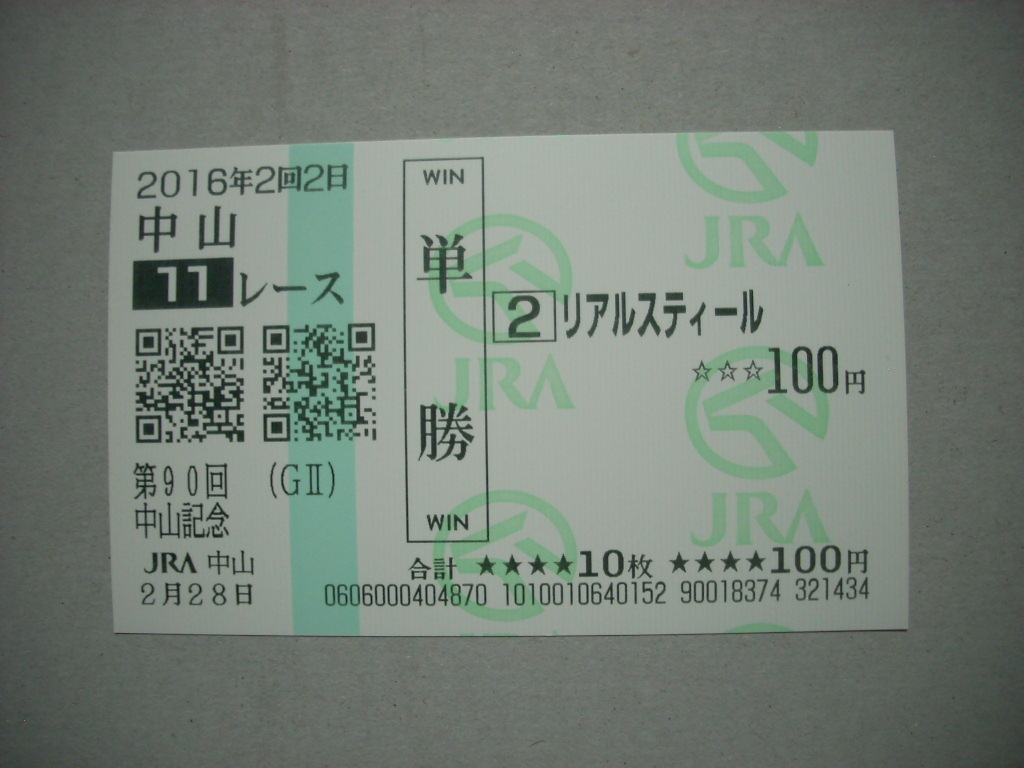 2016年2回2日
中山
11レース
第90回 (GⅡ)
中山記念
JRA 中山
2月28日
WIN
単勝
WIN
2 リアルスティール
☆☆☆100円
合計 ★★★★10枚 ★★★★100円
0606000404870 1010010640152 90018374 321434
JRA
JRA
JRA